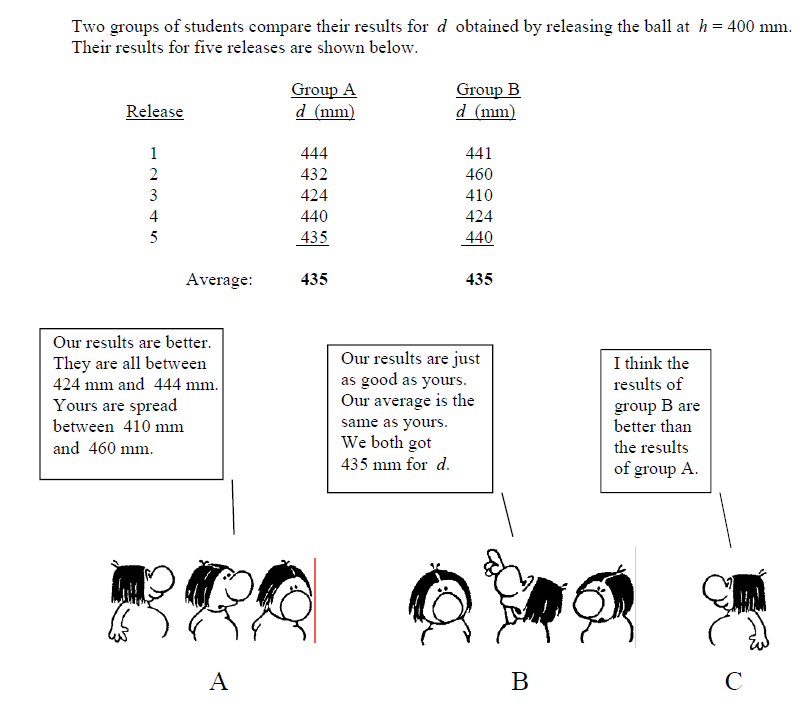 Two groups of students compare their results for d obtained by releasing the ball at h = 400 mm.
Their results for five releases are shown below.
Group A Group B
Release d (mm) d (mm)
1 444 441
2 432 460
3 424 410
4 440 424
5 435 440
Average: 435 435
Our results are better.
They are all between
424 mm and 444 mm.
Yours are spread
between 410 mm
and 460 mm.
Our results are just
as good as yours.
Our average is the
same as yours.
We both got
435 mm for d.
I think the
results of
group B are
better than
the results
of group A.
A B C